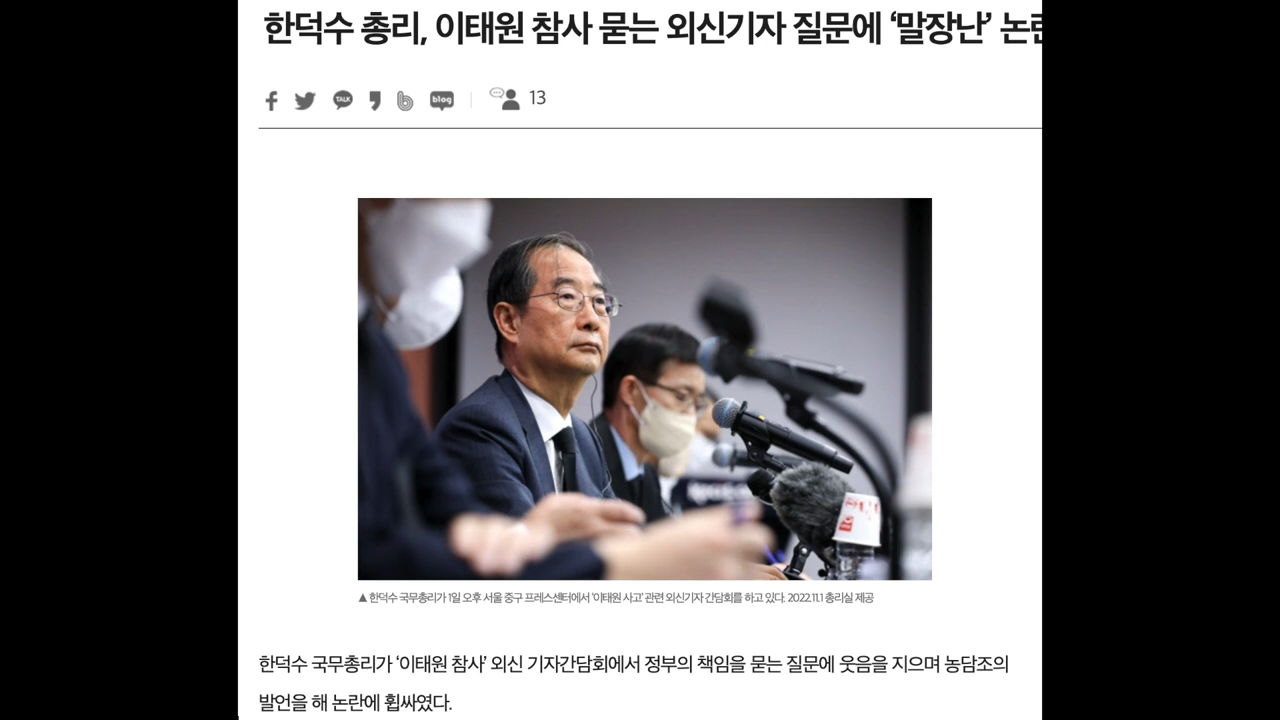 한덕수 총리, 이태원 참사 묻는 외신기자 질문에 ‘말장난’ 논란
TALK
blog
13
▲ 한덕수 국무총리가 1일 오후 서울 중구 프레스센터에서 '이태원 사고' 관련 외신기자 간담회를 하고 있다. 2022.11.1 총리실 제공
한덕수 국무총리가 ‘이태원 참사’ 외신 기자간담회에서 정부의 책임을 묻는 질문에 웃음을 지으며 농담조의
발언을 해 논란에 휩싸였다.